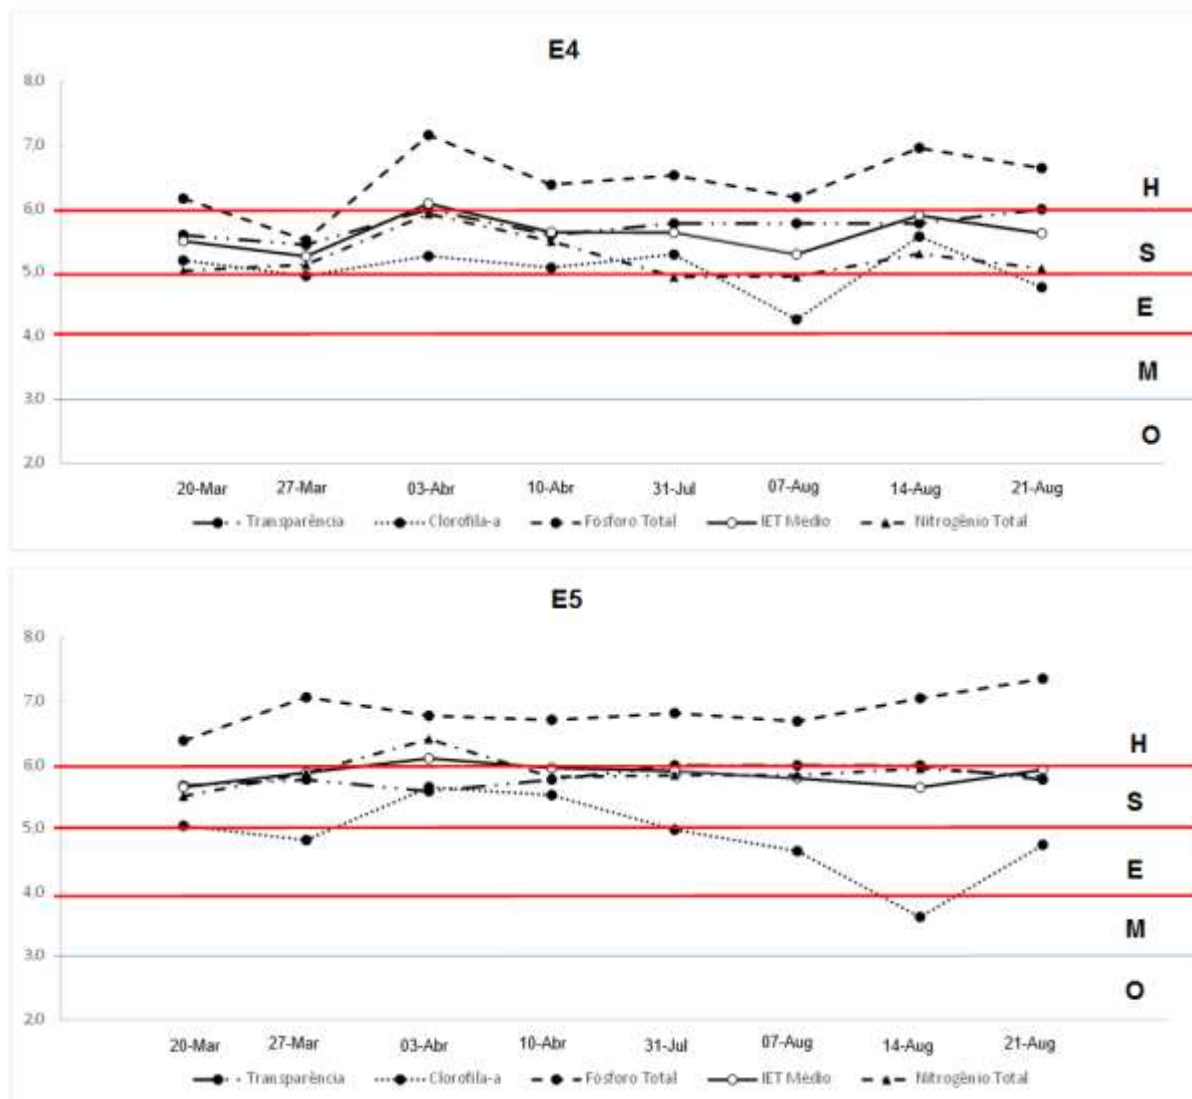 E4
8.0
7.0
6.0
5.0
4.0
3.0
2.0
H
S
E
M
O
20-Mar 27-Mar 03-Abr 10-Abr 31-Jul 07-Aug 14-Aug 21-Aug
Transparência Clorofila-a Fósforo Total IET Médio Nitrogênio Total
E5
8.0
7.0
6.0
5.0
4.0
3.0
2.0
H
S
E
M
O
20-Mar 27-Mar 03-Abr 10-Abr 31-Jul 07-Aug 14-Aug 21-Aug
Transparência Clorofila-a Fósforo Total IET Médio Nitrogênio Total